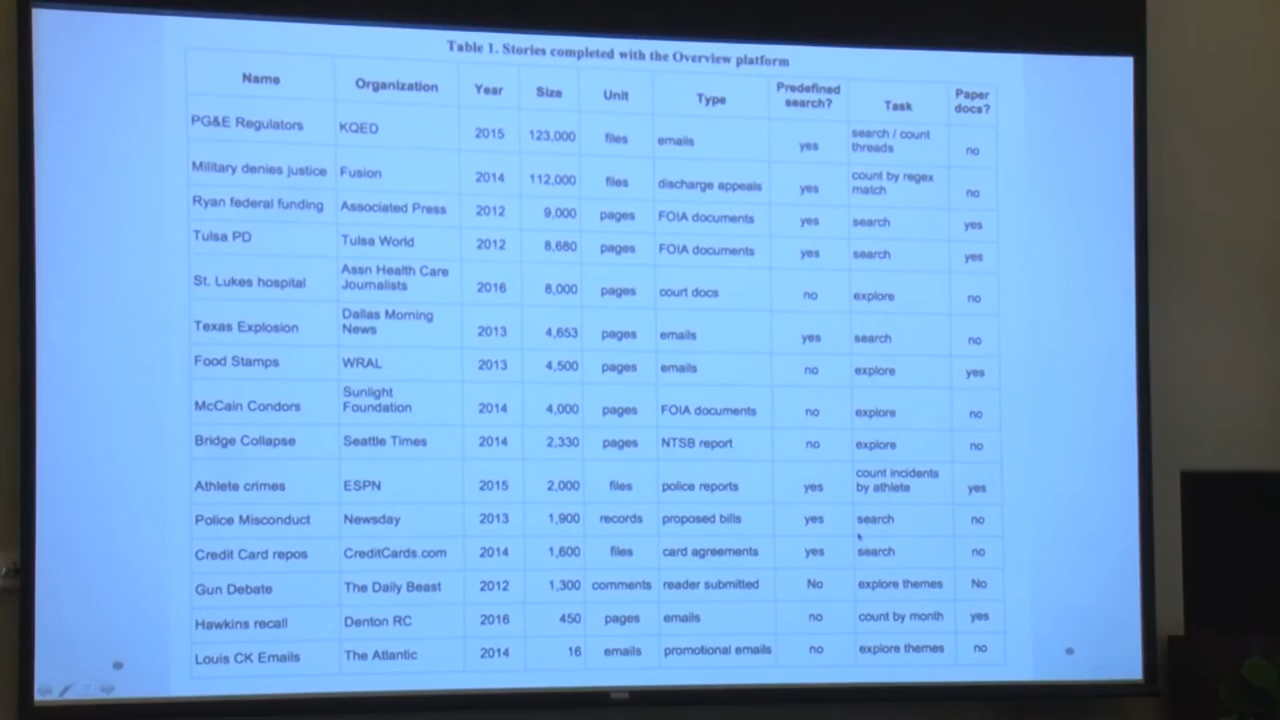 Table 1. Stories completed with the Overview platform
Name Organization Year Size Unit Type Predefined search? Task Paper docs?
PG&E Regulators KQED 2015 123,000 files emails yes search / count threads no
Military denies justice Fusion 2014 112,000 files discharge appeals yes count by regex match no
Ryan federal funding Associated Press 2012 9,000 pages FOIA documents yes search yes
Tulsa PD Tulsa World 2012 8,680 pages FOIA documents yes search yes
St. Lukes hospital Assn Health Care Journalists 2016 8,000 pages court docs no explore no
Texas Explosion Dallas Morning News 2013 4,653 pages emails yes search no
Food Stamps WRAL 2013 4,500 pages emails no explore yes
McCain Condors Sunlight Foundation 2014 4,000 pages FOIA documents no explore no
Bridge Collapse Seattle Times 2014 2,330 pages NTSB report no explore no
Athlete crimes ESPN 2015 2,000 files police reports yes count incidents by athlete yes
Police Misconduct Newsday 2013 1,900 records proposed bills yes search no
Credit Card repos CreditCards.com 2014 1,600 files card agreements yes search no
Gun Debate The Daily Beast 2012 1,300 comments reader submitted No explore themes No
Hawkins recall Denton RC 2016 450 pages emails no count by month yes
Louis CK Emails The Atlantic 2014 16 emails promotional emails no explore themes no